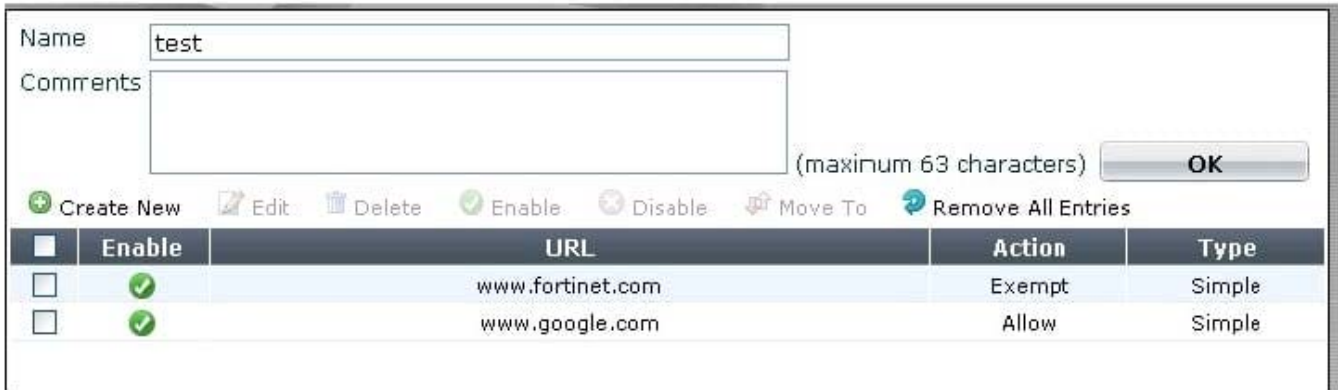 Name test
Comments
(maximum 63 characters) OK
Create New Edit Delete Enable Disable Move To Remove All Entries
Enable URL Action Type
www.fortinet.com Exempt Simple
www.google.com Allow Simple